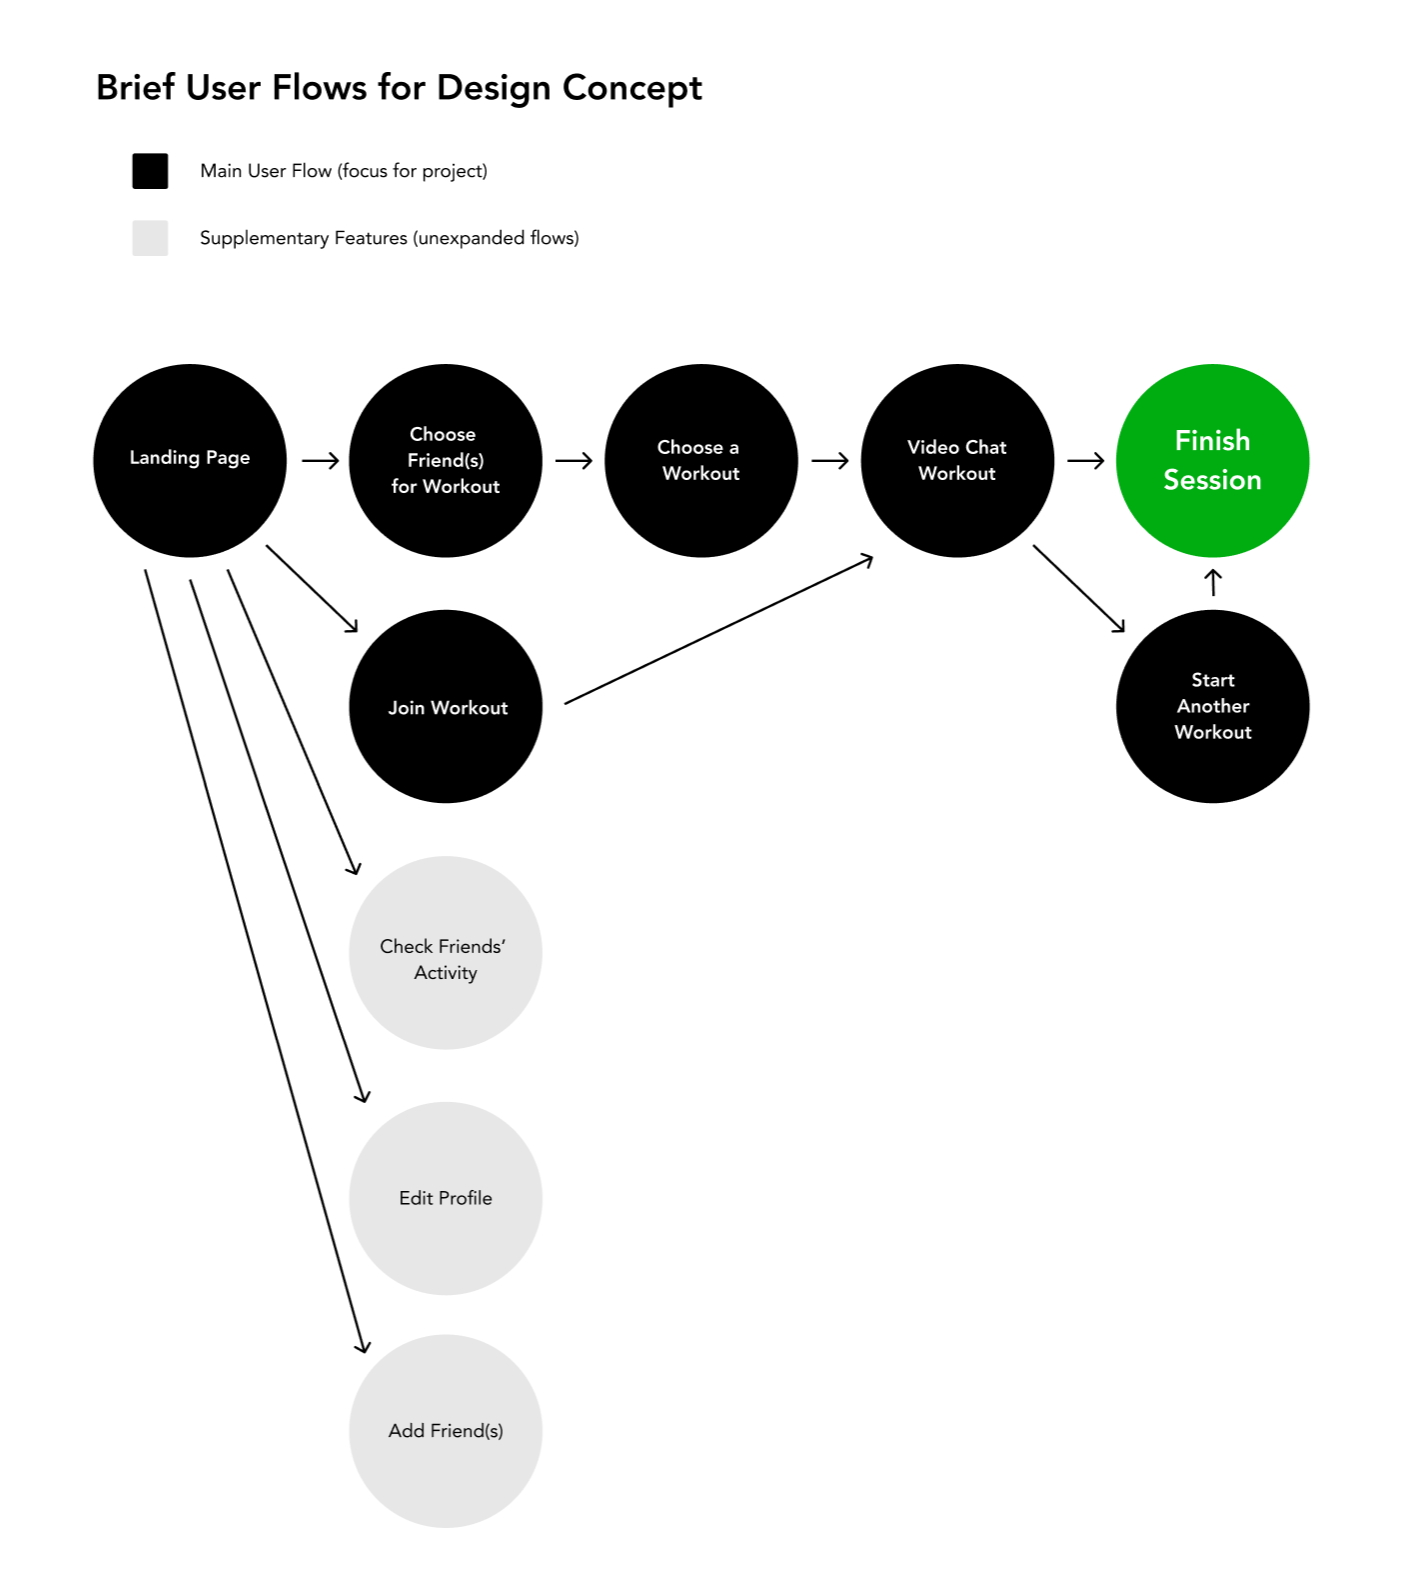 Brief User Flows for Design Concept
Main User Flow (focus for project)
Supplementary Features (unexpanded flows)
Landing Page
Choose
Friend(s)
for Workout
Choose a
Workout
Video Chat
Workout
Finish
Session
Join Workout
Start
Another
Workout
Check Friends’
Activity
Edit Profile
Add Friend(s)